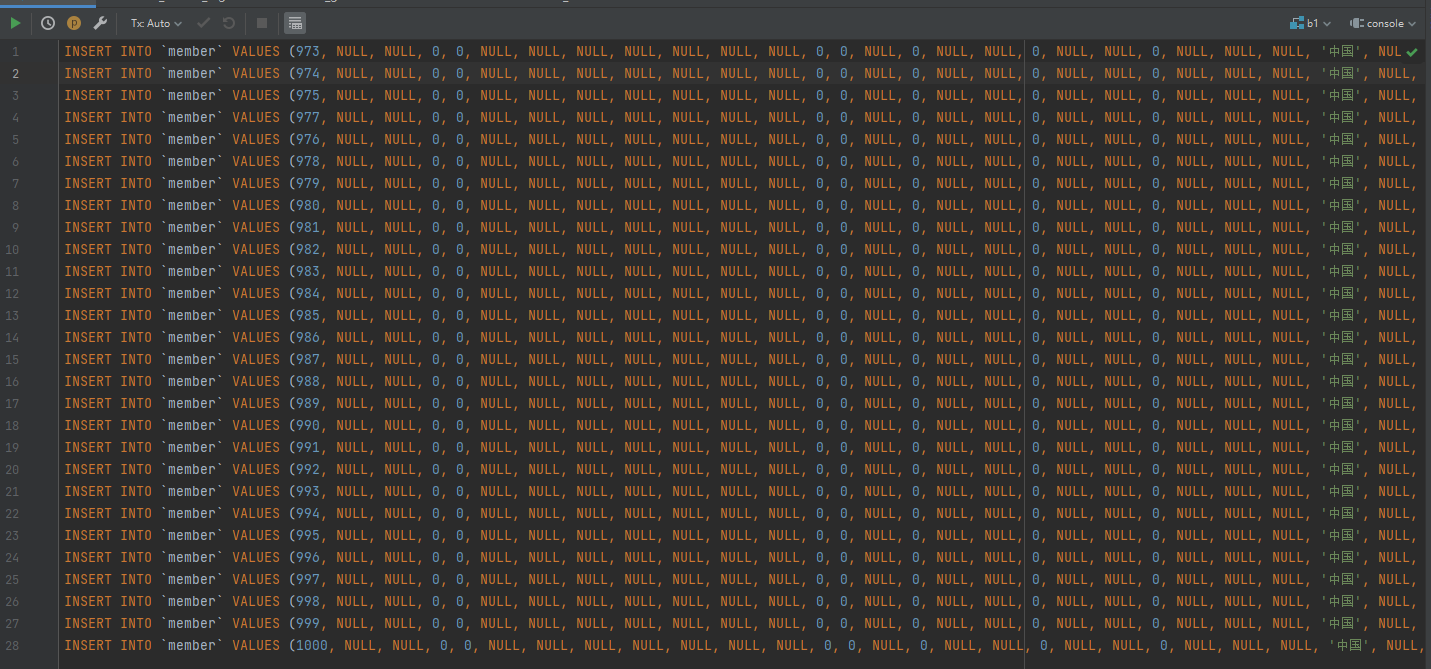 Tx: Auto
b1
console
1 INSERT INTO `member` VALUES (973, NULL, NULL, 0, 0, NULL, NULL, NULL, NULL, NULL, NULL, NULL, 0, 0, NULL, 0, NULL, NULL, 0, NULL, NULL, 0, NULL, NULL, NULL, '中国', NUL
2 INSERT INTO `member` VALUES (974, NULL, NULL, 0, 0, NULL, NULL, NULL, NULL, NULL, NULL, NULL, 0, 0, NULL, 0, NULL, NULL, 0, NULL, NULL, 0, NULL, NULL, NULL, '中国', NULL,
3 INSERT INTO `member` VALUES (975, NULL, NULL, 0, 0, NULL, NULL, NULL, NULL, NULL, NULL, NULL, 0, 0, NULL, 0, NULL, NULL, 0, NULL, NULL, 0, NULL, NULL, NULL, '中国', NULL,
4 INSERT INTO `member` VALUES (977, NULL, NULL, 0, 0, NULL, NULL, NULL, NULL, NULL, NULL, NULL, 0, 0, NULL, 0, NULL, NULL, 0, NULL, NULL, 0, NULL, NULL, NULL, '中国', NULL,
5 INSERT INTO `member` VALUES (976, NULL, NULL, 0, 0, NULL, NULL, NULL, NULL, NULL, NULL, NULL, 0, 0, NULL, 0, NULL, NULL, 0, NULL, NULL, 0, NULL, NULL, NULL, '中国', NULL,
6 INSERT INTO `member` VALUES (978, NULL, NULL, 0, 0, NULL, NULL, NULL, NULL, NULL, NULL, NULL, 0, 0, NULL, 0, NULL, NULL, 0, NULL, NULL, 0, NULL, NULL, NULL, '中国', NULL,
7 INSERT INTO `member` VALUES (979, NULL, NULL, 0, 0, NULL, NULL, NULL, NULL, NULL, NULL, NULL, 0, 0, NULL, 0, NULL, NULL, 0, NULL, NULL, 0, NULL, NULL, NULL, '中国', NULL,
8 INSERT INTO `member` VALUES (980, NULL, NULL, 0, 0, NULL, NULL, NULL, NULL, NULL, NULL, NULL, 0, 0, NULL, 0, NULL, NULL, 0, NULL, NULL, 0, NULL, NULL, NULL, '中国', NULL,
9 INSERT INTO `member` VALUES (981, NULL, NULL, 0, 0, NULL, NULL, NULL, NULL, NULL, NULL, NULL, 0, 0, NULL, 0, NULL, NULL, 0, NULL, NULL, 0, NULL, NULL, NULL, '中国', NULL,
10 INSERT INTO `member` VALUES (982, NULL, NULL, 0, 0, NULL, NULL, NULL, NULL, NULL, NULL, NULL, 0, 0, NULL, 0, NULL, NULL, 0, NULL, NULL, 0, NULL, NULL, NULL, '中国', NULL,
11 INSERT INTO `member` VALUES (983, NULL, NULL, 0, 0, NULL, NULL, NULL, NULL, NULL, NULL, NULL, 0, 0, NULL, 0, NULL, NULL, 0, NULL, NULL, 0, NULL, NULL, NULL, '中国', NULL,
12 INSERT INTO `member` VALUES (984, NULL, NULL, 0, 0, NULL, NULL, NULL, NULL, NULL, NULL, NULL, 0, 0, NULL, 0, NULL, NULL, 0, NULL, NULL, 0, NULL, NULL, NULL, '中国', NULL,
13 INSERT INTO `member` VALUES (985, NULL, NULL, 0, 0, NULL, NULL, NULL, NULL, NULL, NULL, NULL, 0, 0, NULL, 0, NULL, NULL, 0, NULL, NULL, 0, NULL, NULL, NULL, '中国', NULL,
14 INSERT INTO `member` VALUES (986, NULL, NULL, 0, 0, NULL, NULL, NULL, NULL, NULL, NULL, NULL, 0, 0, NULL, 0, NULL, NULL, 0, NULL, NULL, 0, NULL, NULL, NULL, '中国', NULL,
15 INSERT INTO `member` VALUES (987, NULL, NULL, 0, 0, NULL, NULL, NULL, NULL, NULL, NULL, NULL, 0, 0, NULL, 0, NULL, NULL, 0, NULL, NULL, 0, NULL, NULL, NULL, '中国', NULL,
16 INSERT INTO `member` VALUES (988, NULL, NULL, 0, 0, NULL, NULL, NULL, NULL, NULL, NULL, NULL, 0, 0, NULL, 0, NULL, NULL, 0, NULL, NULL, 0, NULL, NULL, NULL, '中国', NULL,
17 INSERT INTO `member` VALUES (989, NULL, NULL, 0, 0, NULL, NULL, NULL, NULL, NULL, NULL, NULL, 0, 0, NULL, 0, NULL, NULL, 0, NULL, NULL, 0, NULL, NULL, NULL, '中国', NULL,
18 INSERT INTO `member` VALUES (990, NULL, NULL, 0, 0, NULL, NULL, NULL, NULL, NULL, NULL, NULL, 0, 0, NULL, 0, NULL, NULL, 0, NULL, NULL, 0, NULL, NULL, NULL, '中国', NULL,
19 INSERT INTO `member` VALUES (991, NULL, NULL, 0, 0, NULL, NULL, NULL, NULL, NULL, NULL, NULL, 0, 0, NULL, 0, NULL, NULL, 0, NULL, NULL, 0, NULL, NULL, NULL, '中国', NULL,
20 INSERT INTO `member` VALUES (992, NULL, NULL, 0, 0, NULL, NULL, NULL, NULL, NULL, NULL, NULL, 0, 0, NULL, 0, NULL, NULL, 0, NULL, NULL, 0, NULL, NULL, NULL, '中国', NULL,
21 INSERT INTO `member` VALUES (993, NULL, NULL, 0, 0, NULL, NULL, NULL, NULL, NULL, NULL, NULL, 0, 0, NULL, 0, NULL, NULL, 0, NULL, NULL, 0, NULL, NULL, NULL, '中国', NULL,
22 INSERT INTO `member` VALUES (994, NULL, NULL, 0, 0, NULL, NULL, NULL, NULL, NULL, NULL, NULL, 0, 0, NULL, 0, NULL, NULL, 0, NULL, NULL, 0, NULL, NULL, NULL, '中国', NULL,
23 INSERT INTO `member` VALUES (995, NULL, NULL, 0, 0, NULL, NULL, NULL, NULL, NULL, NULL, NULL, 0, 0, NULL, 0, NULL, NULL, 0, NULL, NULL, 0, NULL, NULL, NULL, '中国', NULL,
24 INSERT INTO `member` VALUES (996, NULL, NULL, 0, 0, NULL, NULL, NULL, NULL, NULL, NULL, NULL, 0, 0, NULL, 0, NULL, NULL, 0, NULL, NULL, 0, NULL, NULL, NULL, '中国', NULL,
25 INSERT INTO `member` VALUES (997, NULL, NULL, 0, 0, NULL, NULL, NULL, NULL, NULL, NULL, NULL, 0, 0, NULL, 0, NULL, NULL, 0, NULL, NULL, 0, NULL, NULL, NULL, '中国', NULL,
26 INSERT INTO `member` VALUES (998, NULL, NULL, 0, 0, NULL, NULL, NULL, NULL, NULL, NULL, NULL, 0, 0, NULL, 0, NULL, NULL, 0, NULL, NULL, 0, NULL, NULL, NULL, '中国', NULL,
27 INSERT INTO `member` VALUES (999, NULL, NULL, 0, 0, NULL, NULL, NULL, NULL, NULL, NULL, NULL, 0, 0, NULL, 0, NULL, NULL, 0, NULL, NULL, 0, NULL, NULL, NULL, '中国', NULL,
28 INSERT INTO `member` VALUES (1000, NULL, NULL, 0, 0, NULL, NULL, NULL, NULL, NULL, NULL, NULL, 0, 0, NULL, 0, NULL, NULL, 0, NULL, NULL, 0, NULL, NULL, NULL, '中国', NULL,